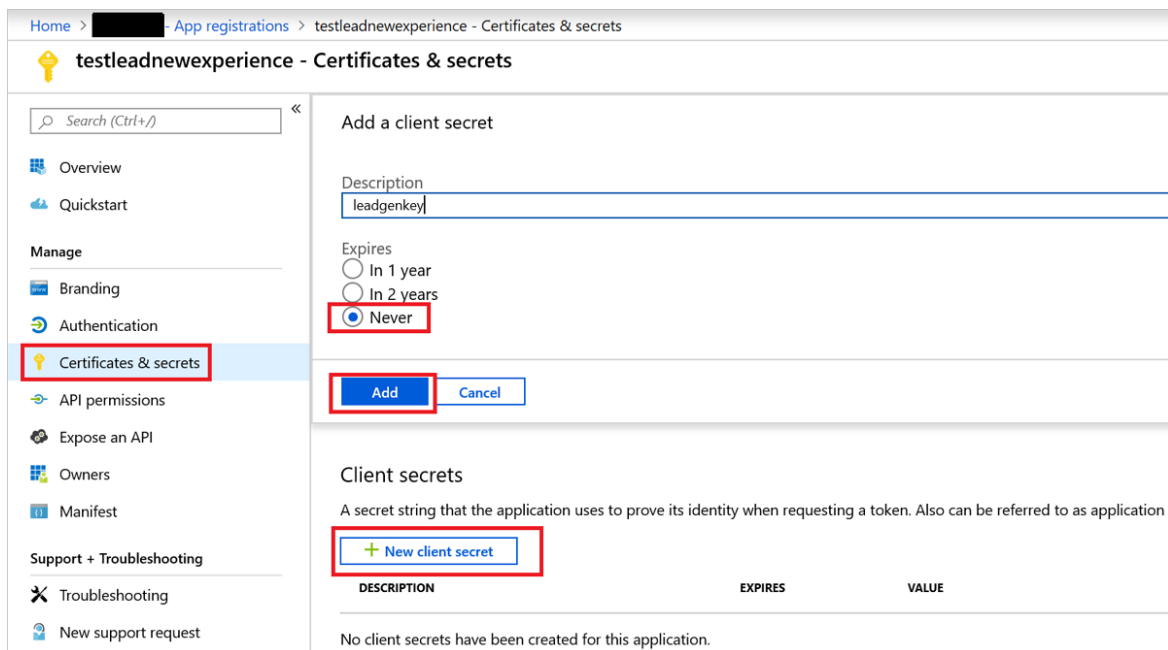 Home > - App registrations > testleadnewexperience - Certificates & secrets
testleadnewexperience - Certificates & secrets
Search (Ctrl+/)
«
Overview
Quickstart
Manage
Branding
Authentication
Certificates & secrets
API permissions
Expose an API
Owners
Manifest
Support + Troubleshooting
Troubleshooting
New support request
Add a client secret
Description
leadgenkey
Expires
In 1 year
In 2 years
Never
Add Cancel
Client secrets
A secret string that the application uses to prove its identity when requesting a token. Also can be referred to as application
+ New client secret
DESCRIPTION EXPIRES VALUE
No client secrets have been created for this application.